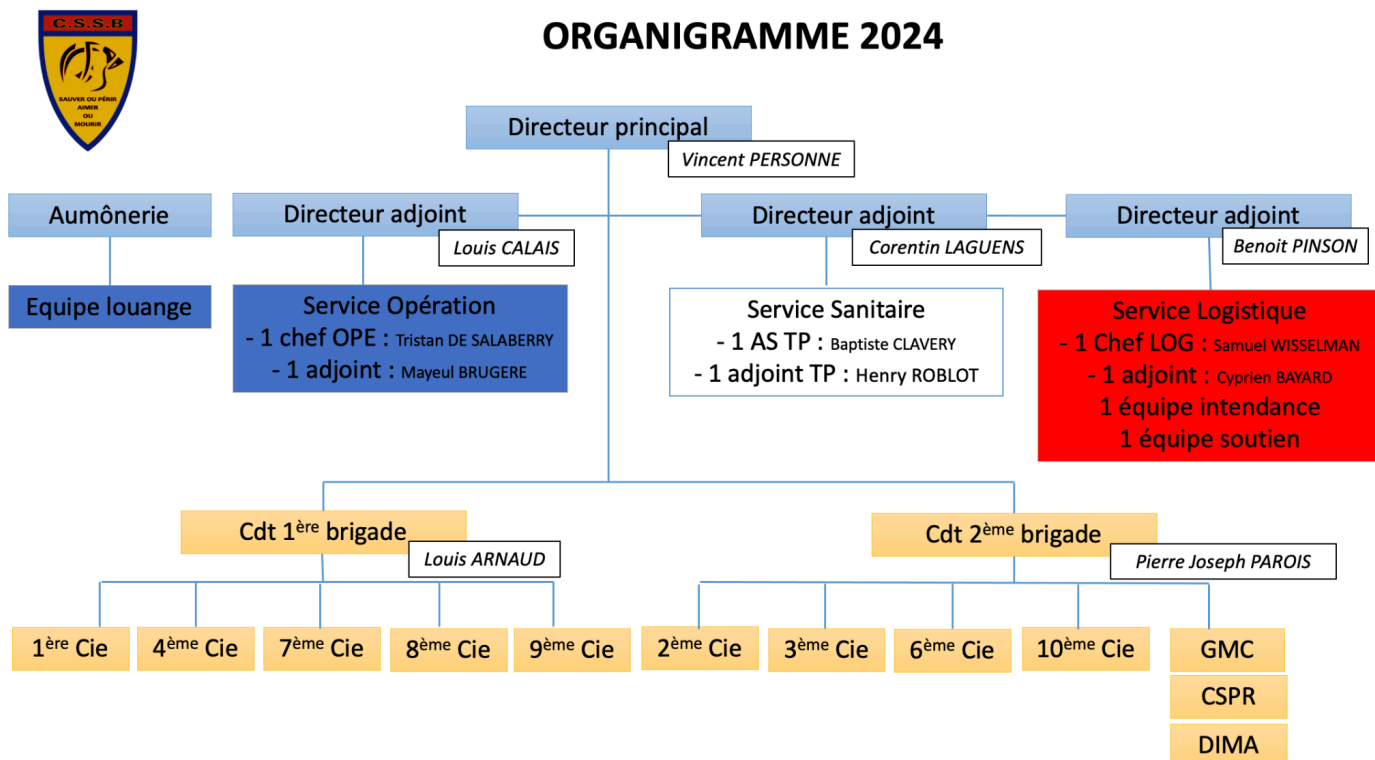 C.S.S.B
SAUVER OU PÉRIR
AIMER
OU
MOURIR
ORGANIGRAMME 2024
Directeur principal
Vincent PERSONNE
Aumônerie
Directeur adjoint
Louis CALAIS
Directeur adjoint
Corentin LAGUENS
Directeur adjoint
Benoit PINSON
Equipe louange
Service Opération
- 1 chef OPE : Tristan DE SALABERRY
- 1 adjoint : Mayeul BRUGERE
Service Sanitaire
- 1 AS TP : Baptiste CLAVERY
- 1 adjoint TP : Henry ROBLOT
Service Logistique
- 1 Chef LOG : Samuel WISSELMAN
- 1 adjoint : Cyprien BAYARD
1 équipe intendance
1 équipe soutien
Cdt 1ère brigade
Louis ARNAUD
Cdt 2ème brigade
Pierre Joseph PAROIS
1ère Cie
4ème Cie
7ème Cie
8ème Cie
9ème Cie
2ème Cie
3ème Cie
6ème Cie
10ème Cie
GMC
CSPR
DIMA